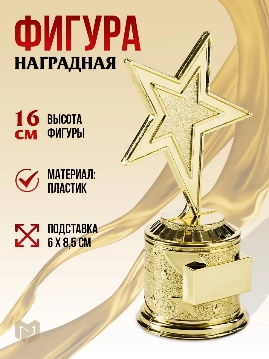 ФИГУРА
НАГРАДНАЯ
16 СМ
ВЫСОТА
ФИГУРЫ
МАТЕРИАЛ:
ПЛАСТИК
ПОДСТАВКА
6 X 8,5 СМ